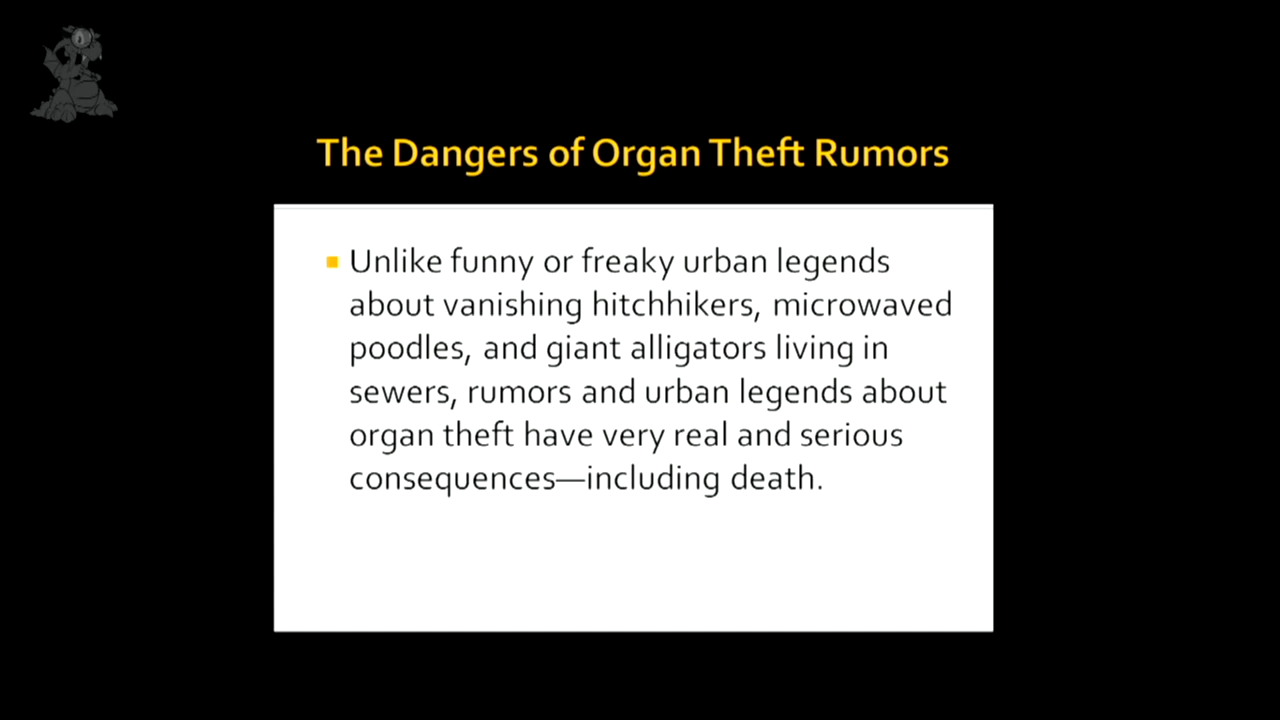 The Dangers of Organ Theft Rumors
Unlike funny or freaky urban legends
about vanishing hitchhikers, microwaved
poodles, and giant alligators living in
sewers, rumors and urban legends about
organ theft have very real and serious
consequences—including death.